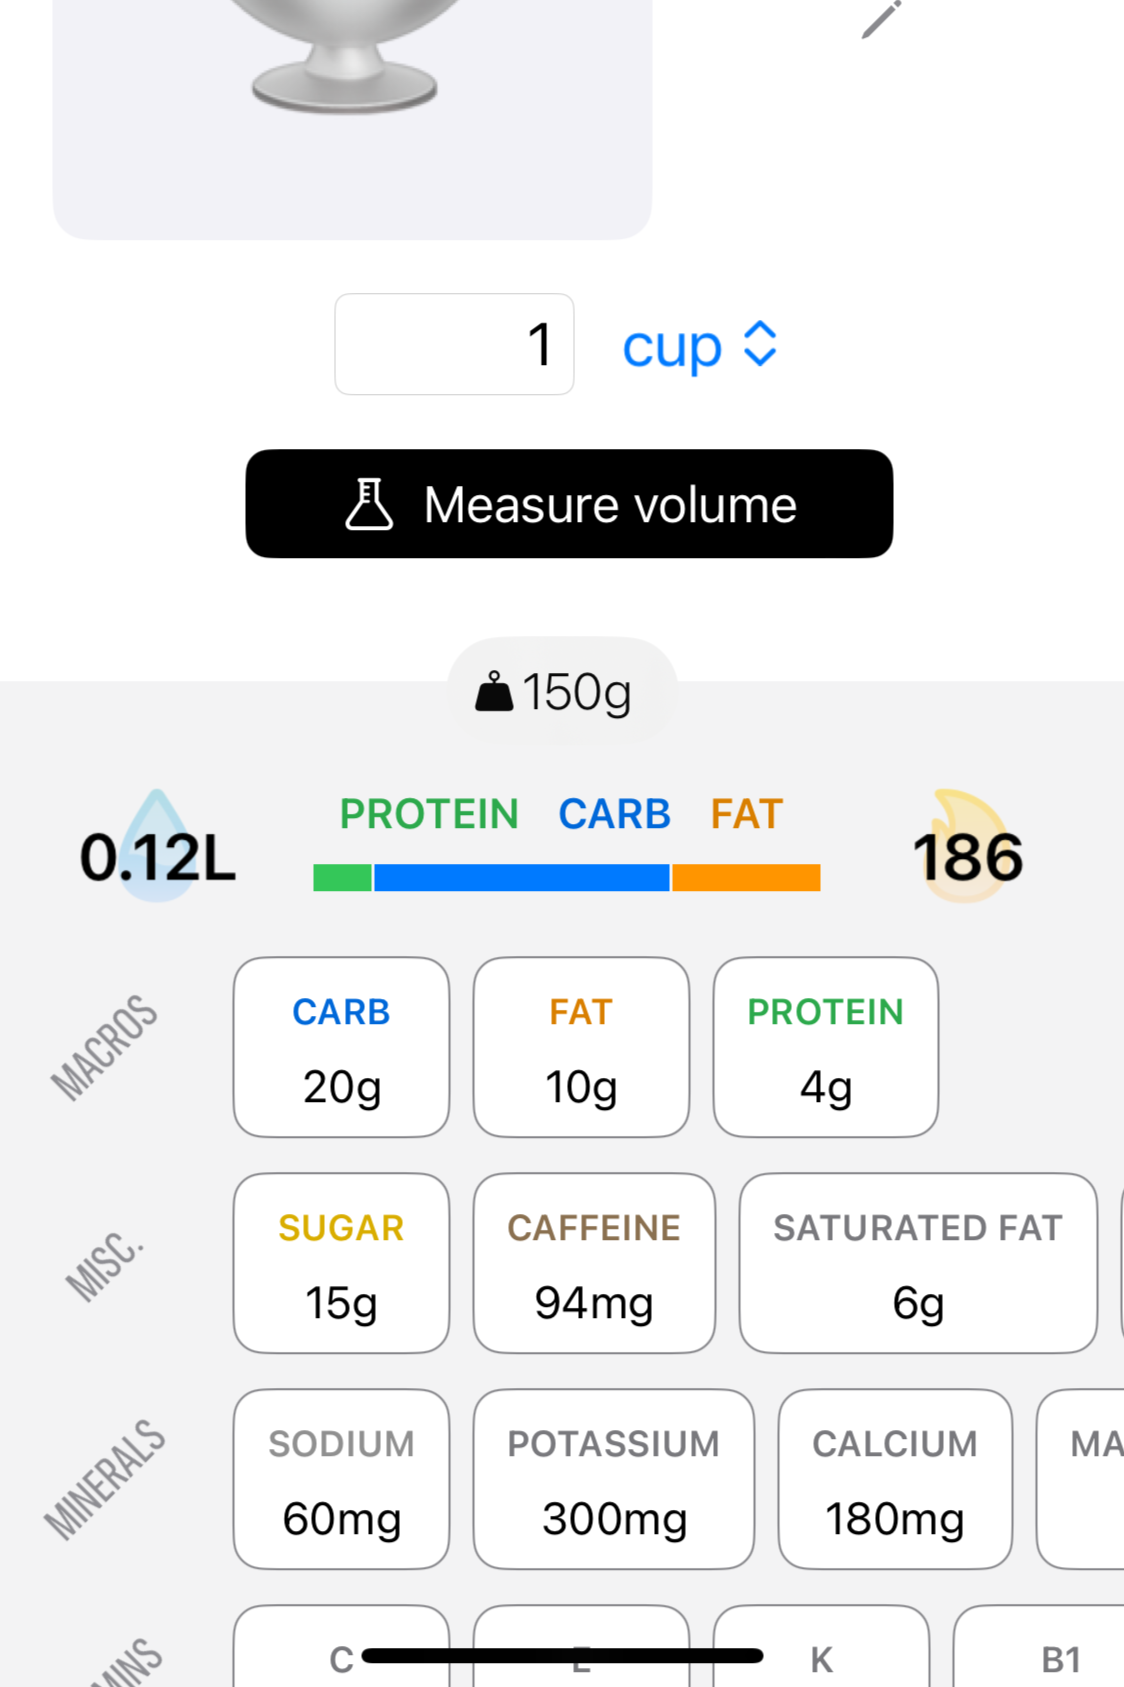 1 cup
Measure volume
150g
PROTEIN CARB FAT
0.12L
186
MACROS
CARB FAT PROTEIN
20g 10g 4g
MISC.
SUGAR CAFFEINE SATURATED FAT
15g 94mg 6g
MINERALS
SODIUM POTASSIUM CALCIUM MA
60mg 300mg 180mg
MINS
C K B1